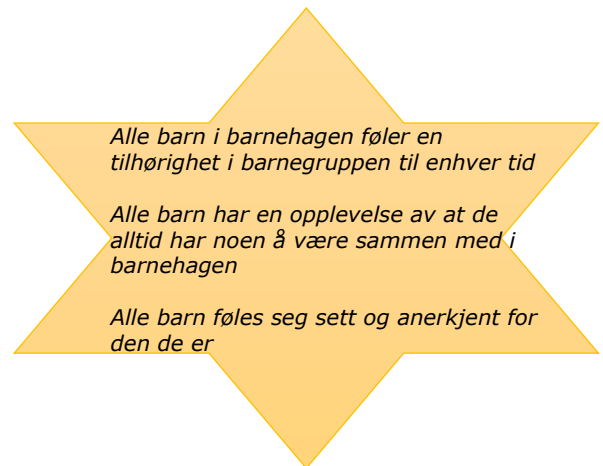 Alle barn i barnehagen føler en
tilhørighet i barnegruppen til enhver tid
Alle barn har en opplevelse av at de
alltid har noen å være sammen med i
barnehagen
Alle barn føles seg sett og anerkjent for
den de er